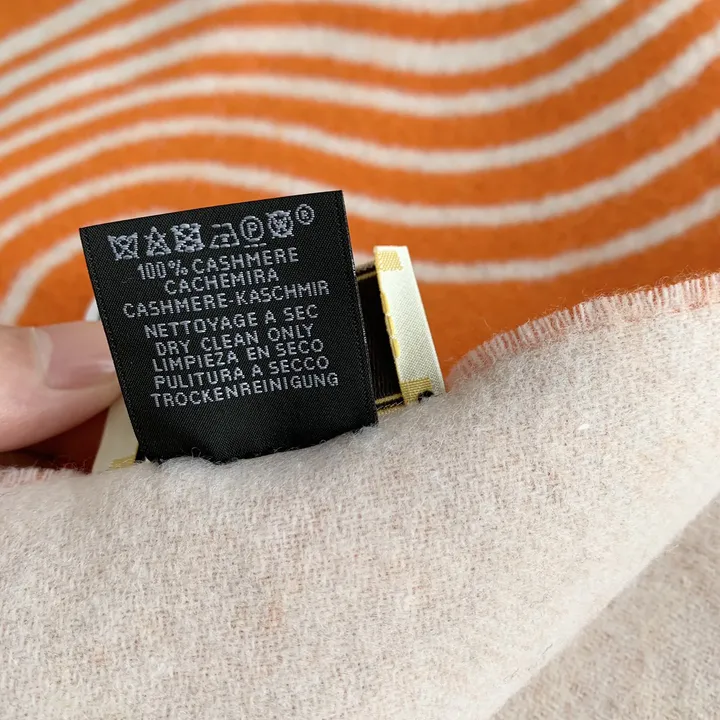 P W ®
100% CASHMERE
CACHEMIRA
CASHMERE-KASCHMIR
NETTOYAGE A SEC
DRY CLEAN ONLY
LIMPIEZA EN SECO
PULITURA A SECCO
TROCKENREINIGUNG